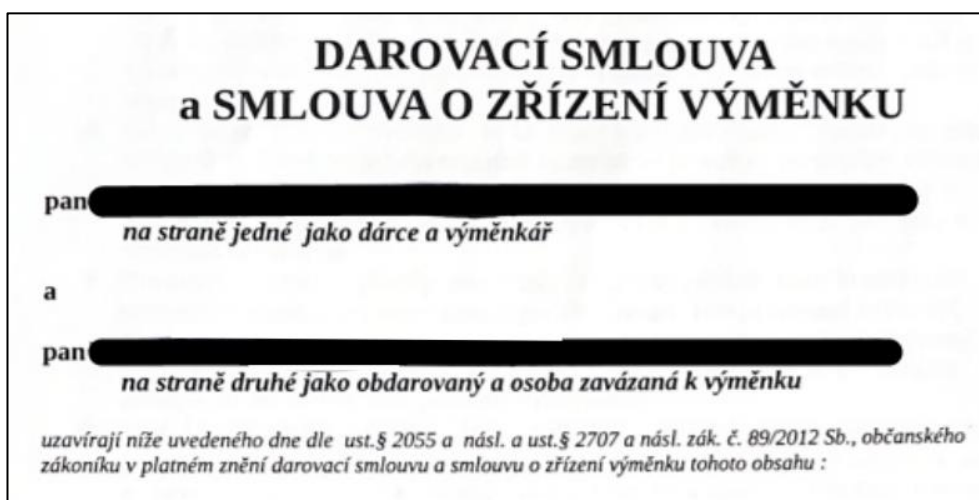 DAROVACÍ SMLOUVA
a SMLOUVA O ZŘÍZENÍ VÝMĚNKU
pan
na straně jedné jako dárce a výměnkář
a
pan
na straně druhé jako obdarovaný a osoba zavázaná k výměnku
uzavírají níže uvedeného dne dle ust.§ 2055 a násl. a ust.§ 2707 a násl. zák. č. 89/2012 Sb., občanského
zákoníku v platném znění darovací smlouvu a smlouvu o zřízení výměnku tohoto obsahu :